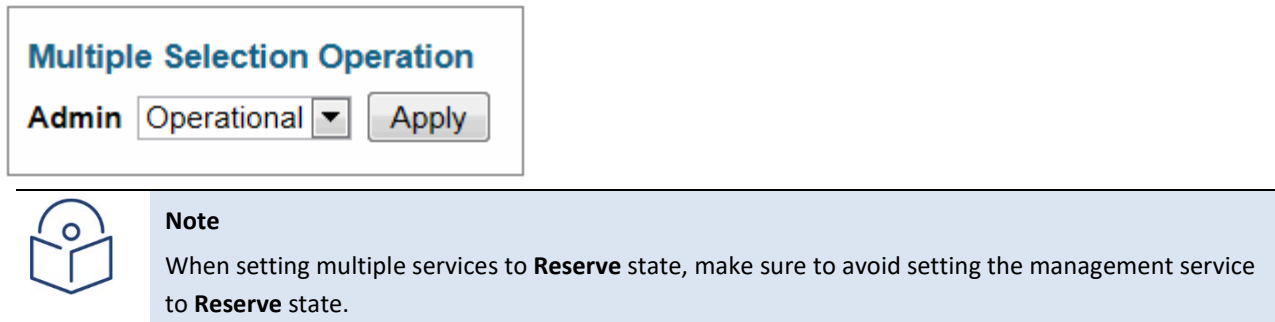 Multiple Selection Operation
Admin Operational Apply
Note
When setting multiple services to Reserve state, make sure to avoid setting the management service
to Reserve state.